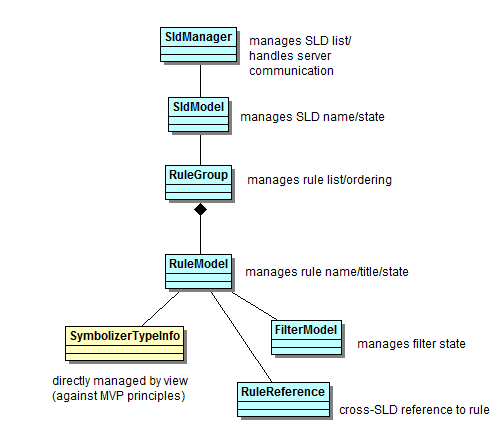 SldManager
manages SLD list/
handles server
communication
SldModel
manages SLD name/state
RuleGroup
manages rule list/ordering
RuleModel
manages rule name/title/state
SymbolizerTypeInfo
directly managed by view
(against MVP principles)
FilterModel
manages filter state
RuleReference
cross-SLD reference to rule